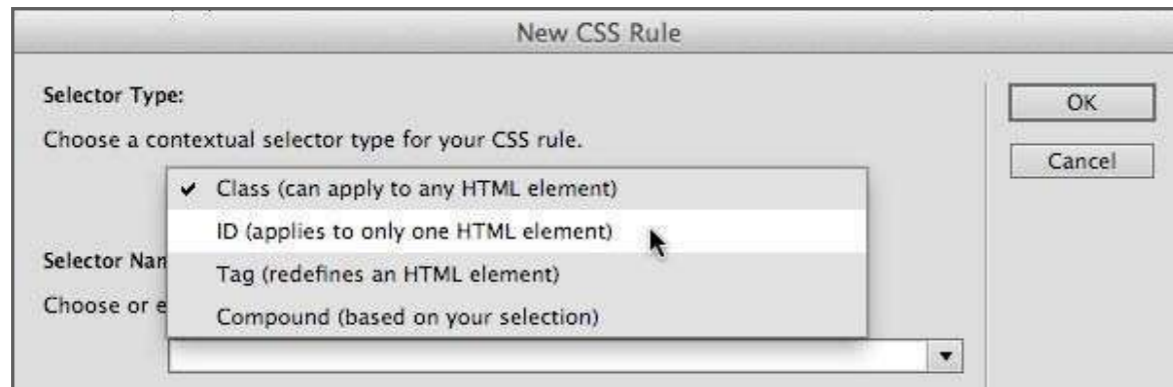 New CSS Rule
Selector Type:
Choose a contextual selector type for your CSS rule.
OK
Cancel
✔ Class (can apply to any HTML element)
ID (applies to only one HTML element)
Selector Nam
Tag (redefines an HTML element)
Choose or e
Compound (based on your selection)